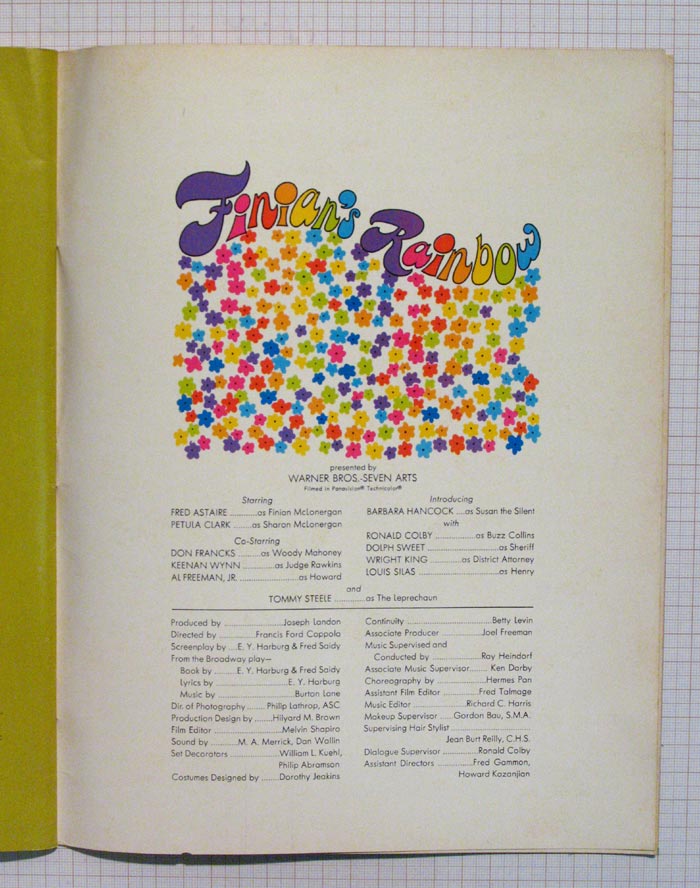 Finian's Rainbow
presented by
WARNER BROS.-SEVEN ARTS
Filmed in Panavision® Technicolor®
Starring
FRED ASTAIRE ..........as Finian McLonergan
PETULA CLARK .......as Sharon McLonergan
Co-Starring
DON FRANCKS .........as Woody Mahoney
KEENAN WYNN ............as Judge Rawkins
AL FREEMAN, JR. ......................as Howard
Introducing
BARBARA HANCOCK ....as Susan the Silent
with
RONALD COLBY ...............as Buzz Collins
DOLPH SWEET ..........................as Sheriff
WRIGHT KING ............as District Attorney
LOUIS SILAS .............................as Henry
and
TOMMY STEELE ............as The Leprechaun
Produced by ......................Joseph Landon
Directed by ..............Francis Ford Coppola
Screenplay by ....E. Y. Harburg & Fred Saidy
From the Broadway play—
Book by .........E. Y. Harburg & Fred Saidy
Lyrics by ...........................E. Y. Harburg
Music by .............................Burton Lane
Dir. of Photography ....... Philip Lathrop, ASC
Production Design by .......Hilyard M. Brown
Film Editor .........................Melvin Shapiro
Sound by ..........M. A. Merrick, Dan Wallin
Set Decorators .................William L. Kuehl,
Philip Abramson
Costumes Designed by .......Dorothy Jeakins
Continuity ...............................Betty Levin
Associate Producer ................Joel Freeman
Music Supervised and
Conducted by ....................Ray Heindorf
Associate Music Supervisor....... Ken Darby
Choreography by ..................Hermes Pan
Assistant Film Editor ............Fred Talmage
Music Editor ...................Richard C. Harris
Makeup Supervisor .....Gordon Bau, S.M.A.
Supervising Hair Stylist ............................
Jean Burt Reilly, C.H.S.
Dialogue Supervisor ..............Ronald Colby
Assistant Directors ...............Fred Gammon,
Howard Kazanjian